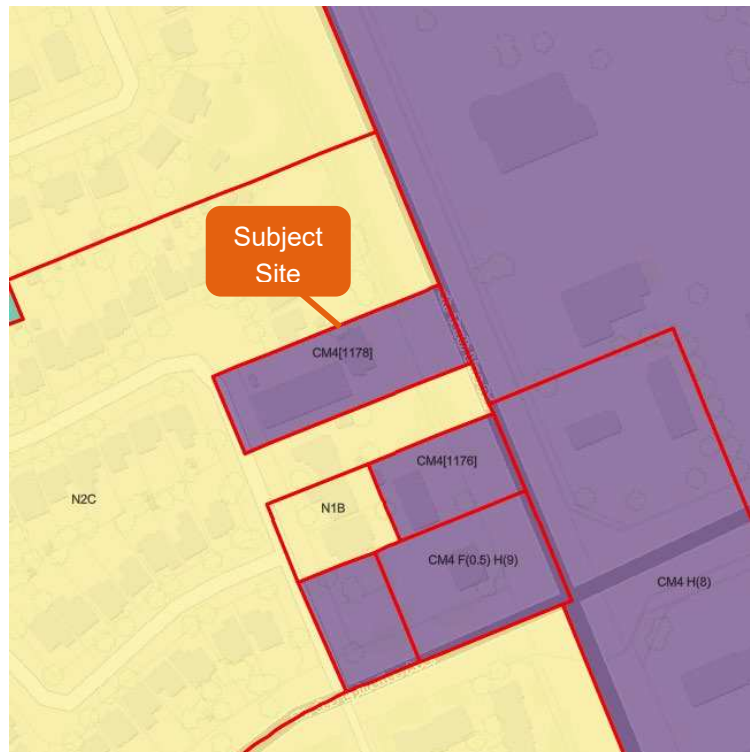 Subject
Site
CM4[1178]
CM4[1176]
N2C
N1B
CM4 F(0.5) H(9)
CM4 H(8)